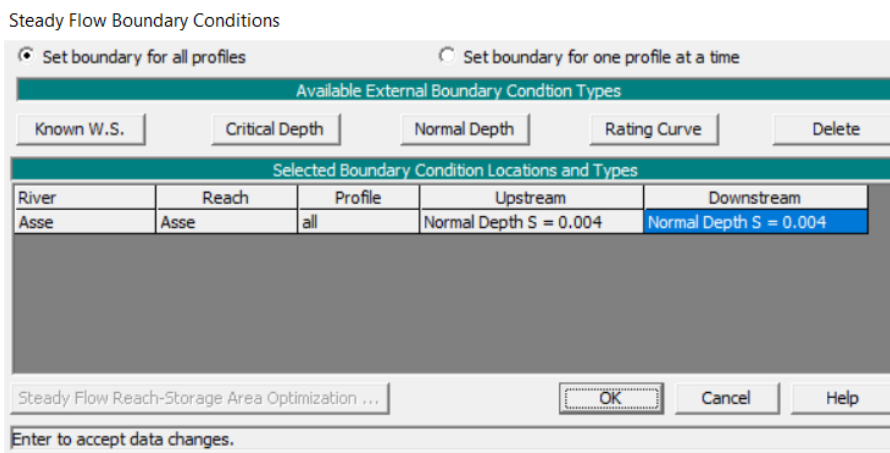 Steady Flow Boundary Conditions
Set boundary for all profiles Set boundary for one profile at a time
Available External Boundary Condtion Types
Known W.S. Critical Depth Normal Depth Rating Curve Delete
Selected Boundary Condition Locations and Types
River Reach Profile Upstream Downstream
Asse Asse all Normal Depth S = 0.004 Normal Depth S = 0.004
Steady Flow Reach-Storage Area Optimization ... OK Cancel Help
Enter to accept data changes.